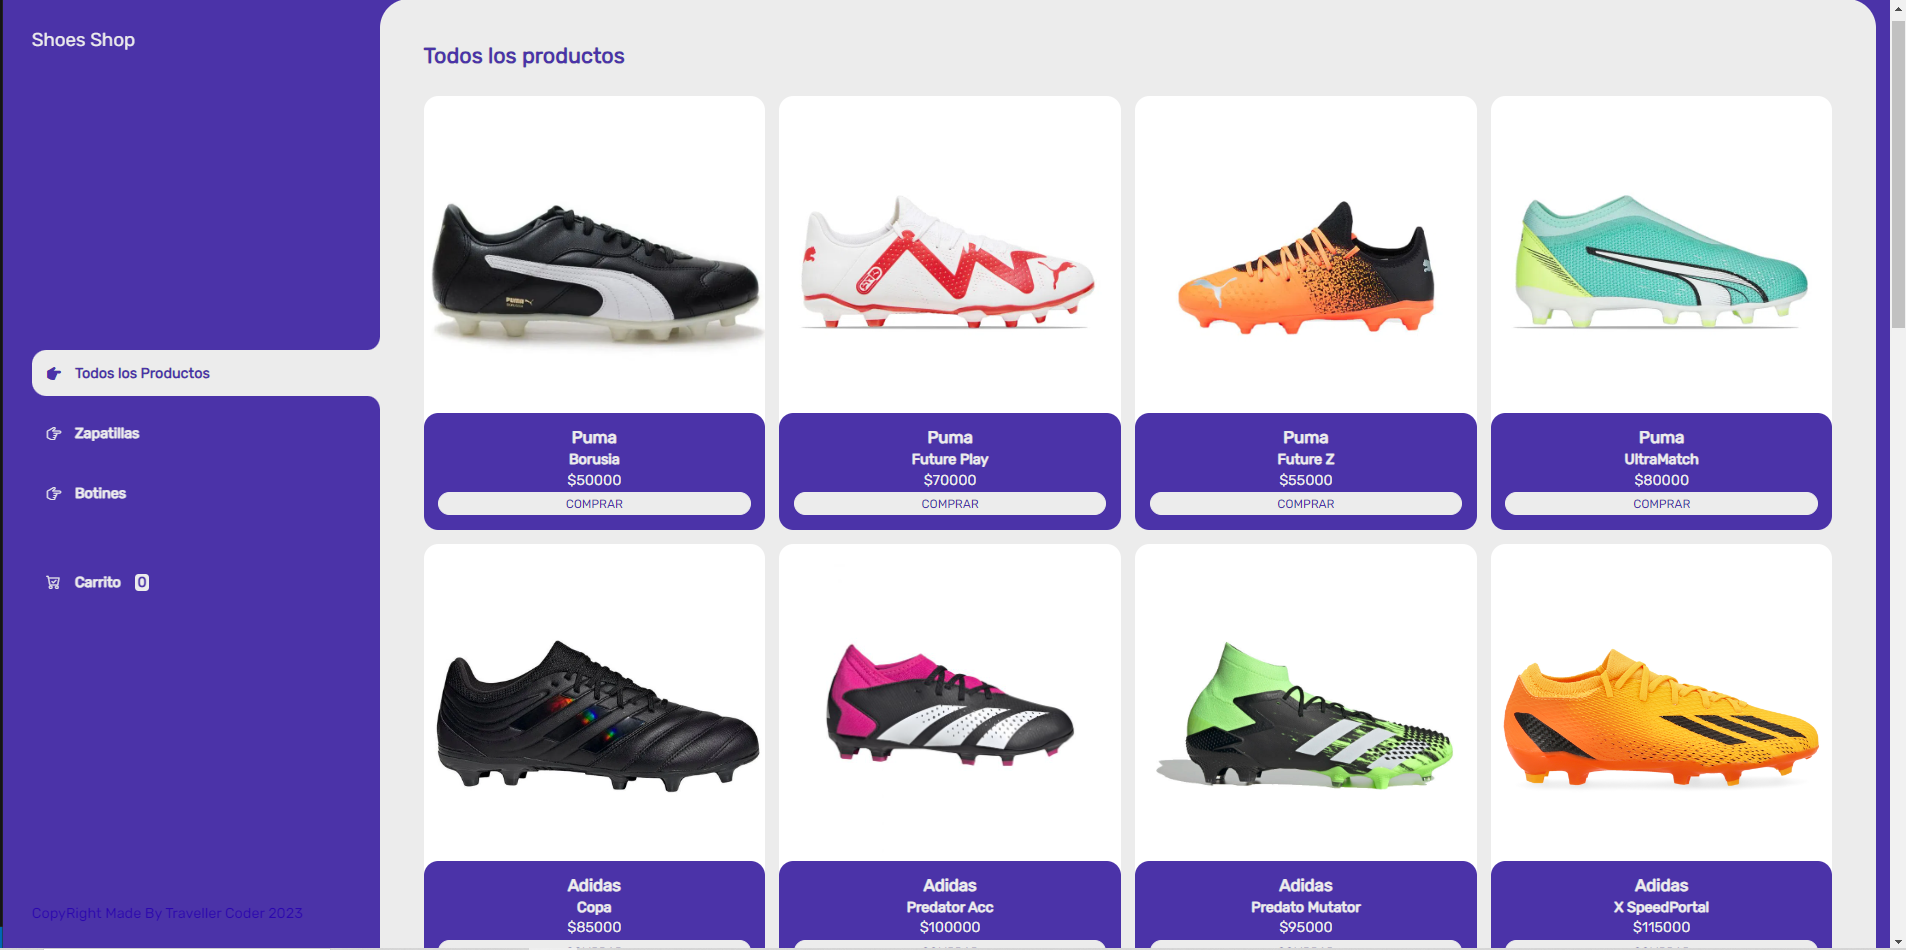 Shoes Shop
Todos los Productos
Zapatillas
Botines
Carrito 0
CopyRight Made By Traveller Coder 2023
Todos los productos
Puma
Borusia
$50000
COMPRAR
Puma
Future Play
$70000
COMPRAR
Puma
Future Z
$55000
COMPRAR
Puma
UltraMatch
$80000
COMPRAR
Adidas
Copa
$85000
Adidas
Predator Acc
$100000
Adidas
Predato Mutator
$95000
Adidas
X SpeedPortal
$115000